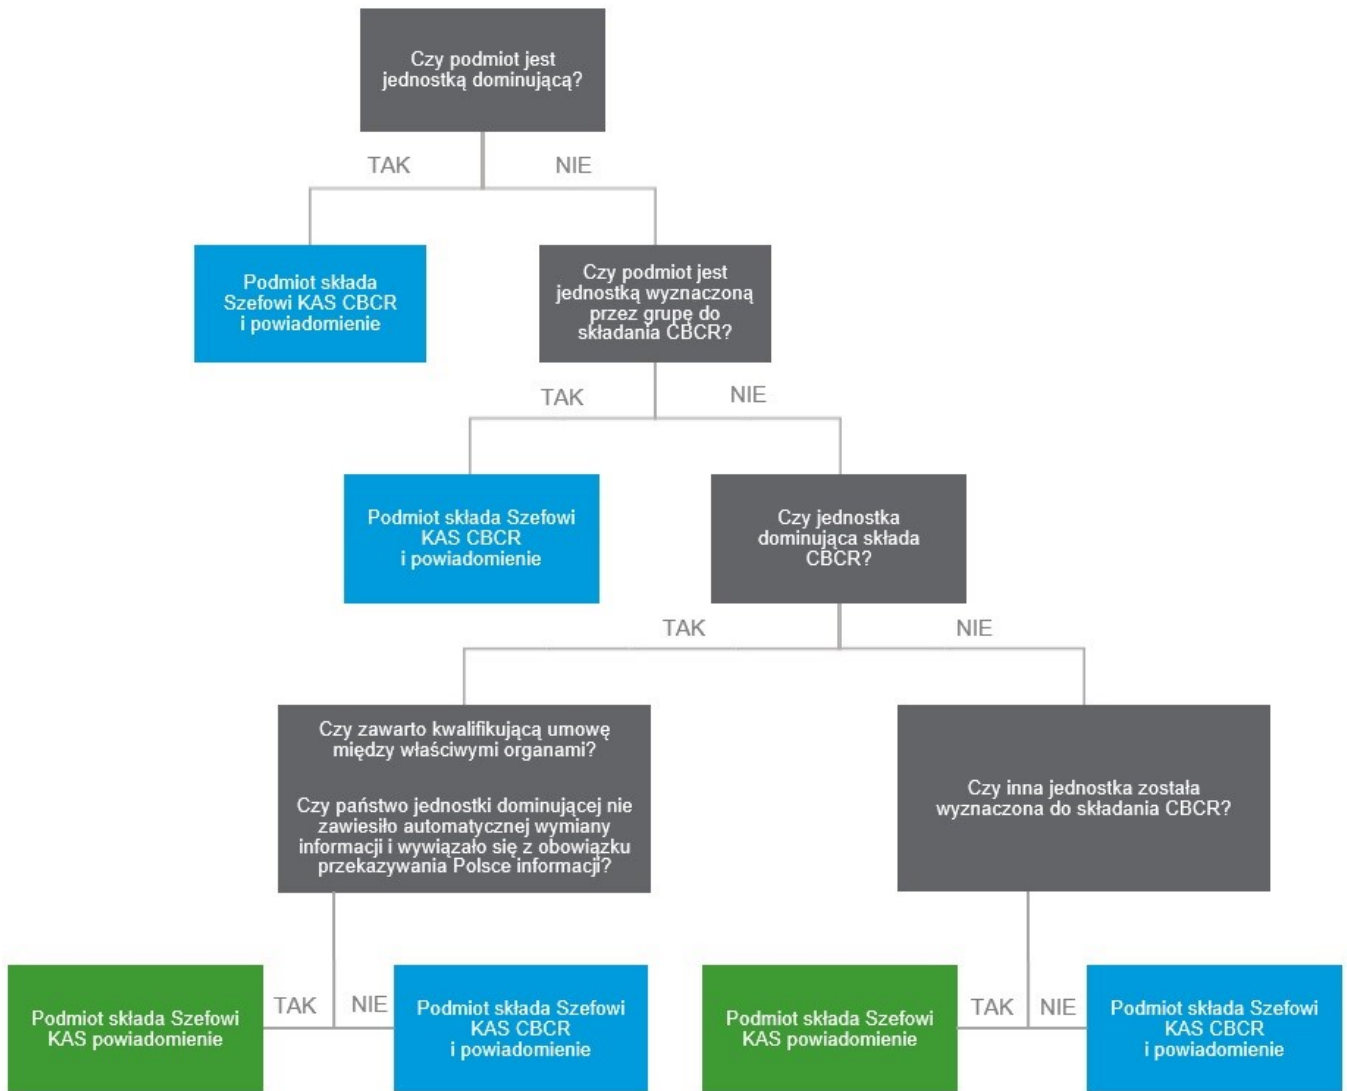 Czy podmiot jest
jednostką dominującą?
TAK
NIE
Podmiot składa
Szefowi KAS CBCR
i powiadomienie
Czy podmiot jest
jednostką wyznaczoną
przez grupę do
składania CBCR?
TAK
NIE
Podmiot składa Szefowi
KAS CBCR
i powiadomienie
Czy jednostka
dominująca składa
CBCR?
TAK
NIE
Czy zawarto kwalifikującą umowę
między właściwymi organami?
Czy państwo jednostki dominującej nie
zawiesiło automatycznej wymiany
informacji i wywiązało się z obowiązku
przekazywania Polsce informacji?
Czy inna jednostka została
wyznaczona do składania CBCR?
Podmiot składa Szefowi
KAS powiadomienie
TAK
NIE
Podmiot składa Szefowi
KAS CBCR
i powiadomienie
Podmiot składa Szefowi
KAS powiadomienie
TAK
NIE
Podmiot składa Szefowi
KAS CBCR
i powiadomienie